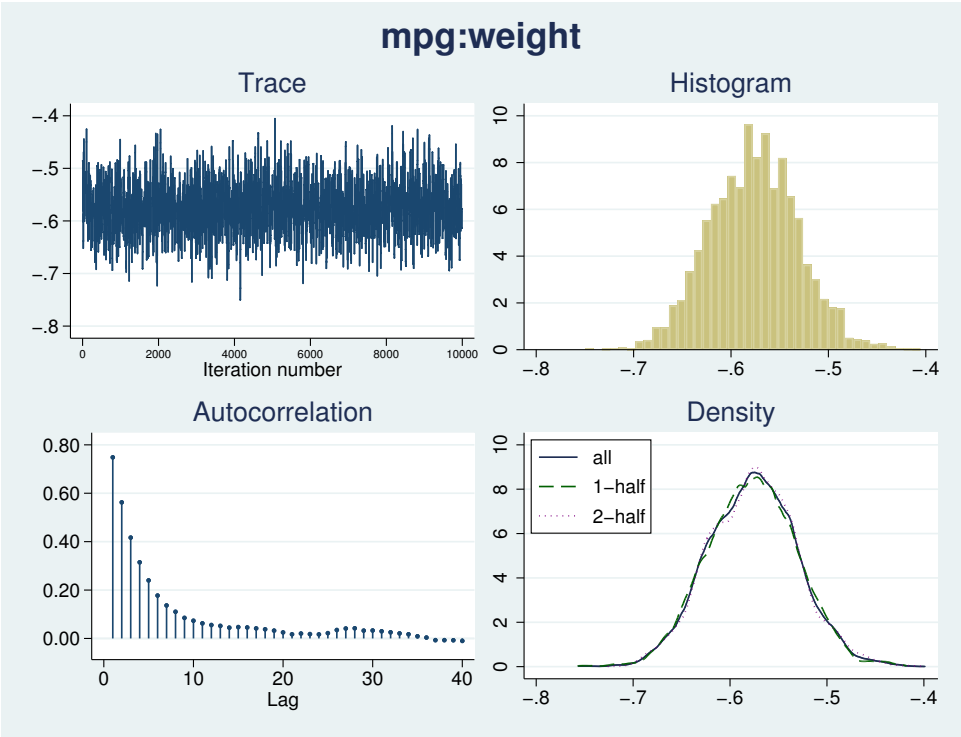 mpg:weight
Trace
−.4
−.5
−.6
−.7
−.8
0 2000 4000 6000 8000 10000
Iteration number
Histogram
10
8
6
4
2
0
−.8 −.7 −.6 −.5 −.4
Autocorrelation
0.80
0.60
0.40
0.20
0.00
0 10 20 30 40
Lag
Density
10
8
6
4
2
0
all
1−half
2−half
−.8 −.7 −.6 −.5 −.4